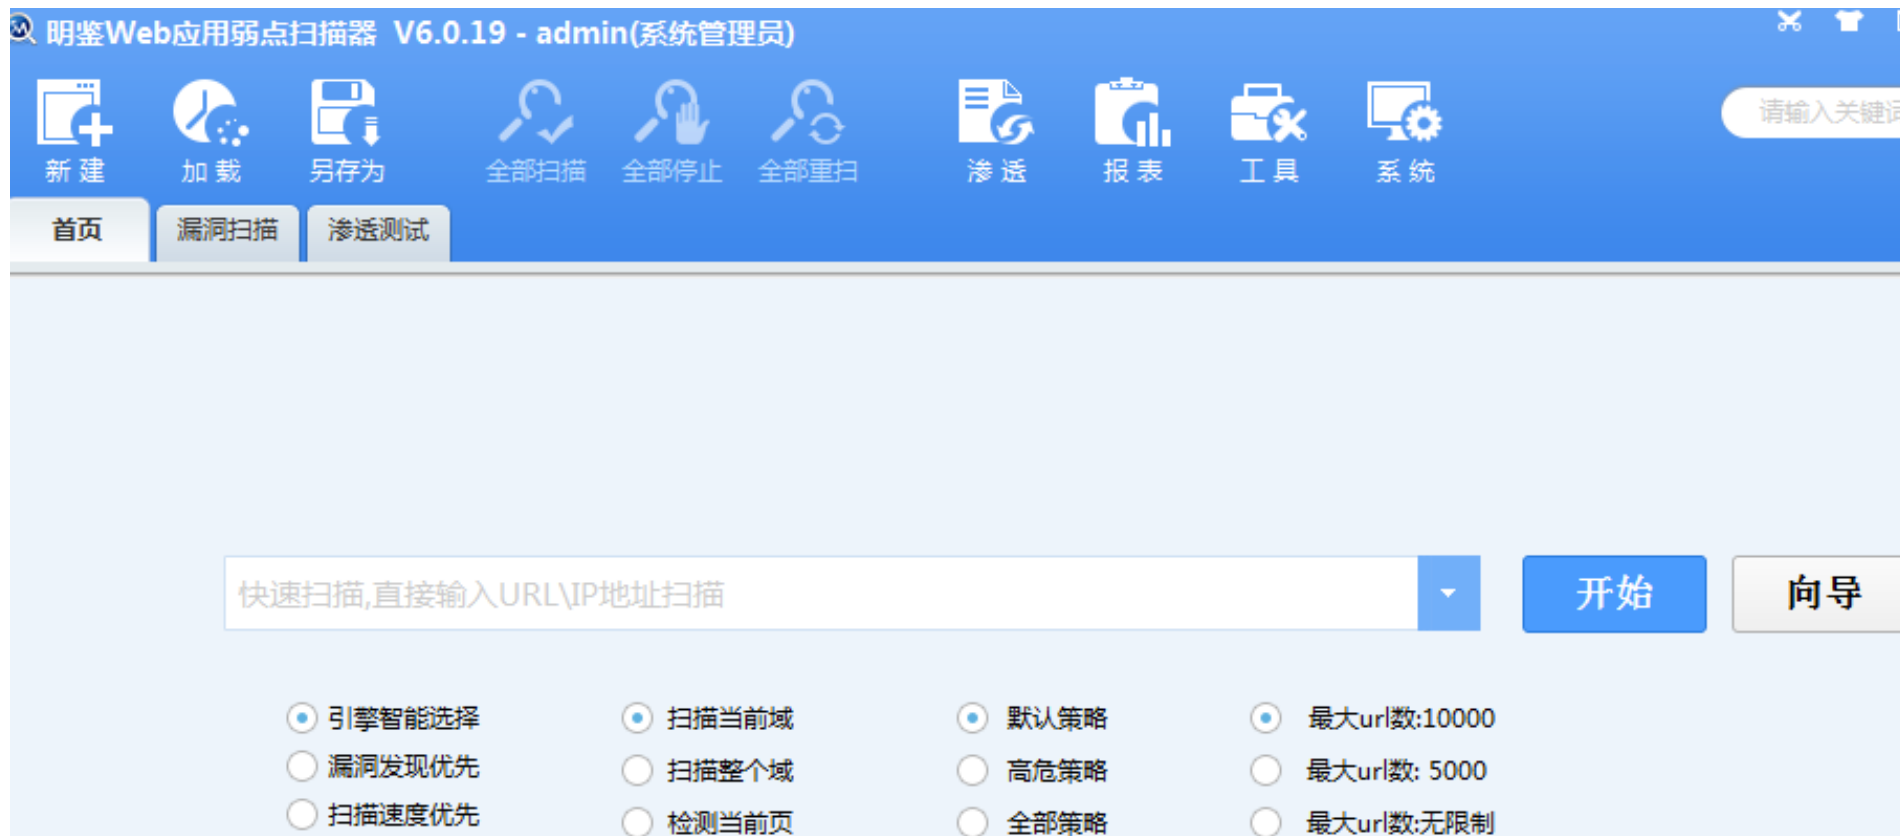 明鉴Web应用弱点扫描器 V6.0.19 - admin(系统管理员)
请输入关键词
新建 加载 另存为 全部扫描 全部停止 全部重扫 渗透 报表 工具 系统
首页 漏洞扫描 渗透测试
快速扫描,直接输入URL\IP地址扫描 开始 向导
引擎智能选择 扫描当前域 默认策略 最大url数:10000
漏洞发现优先 扫描整个域 高危策略 最大url数: 5000
扫描速度优先 检测当前页 全部策略 最大url数:无限制